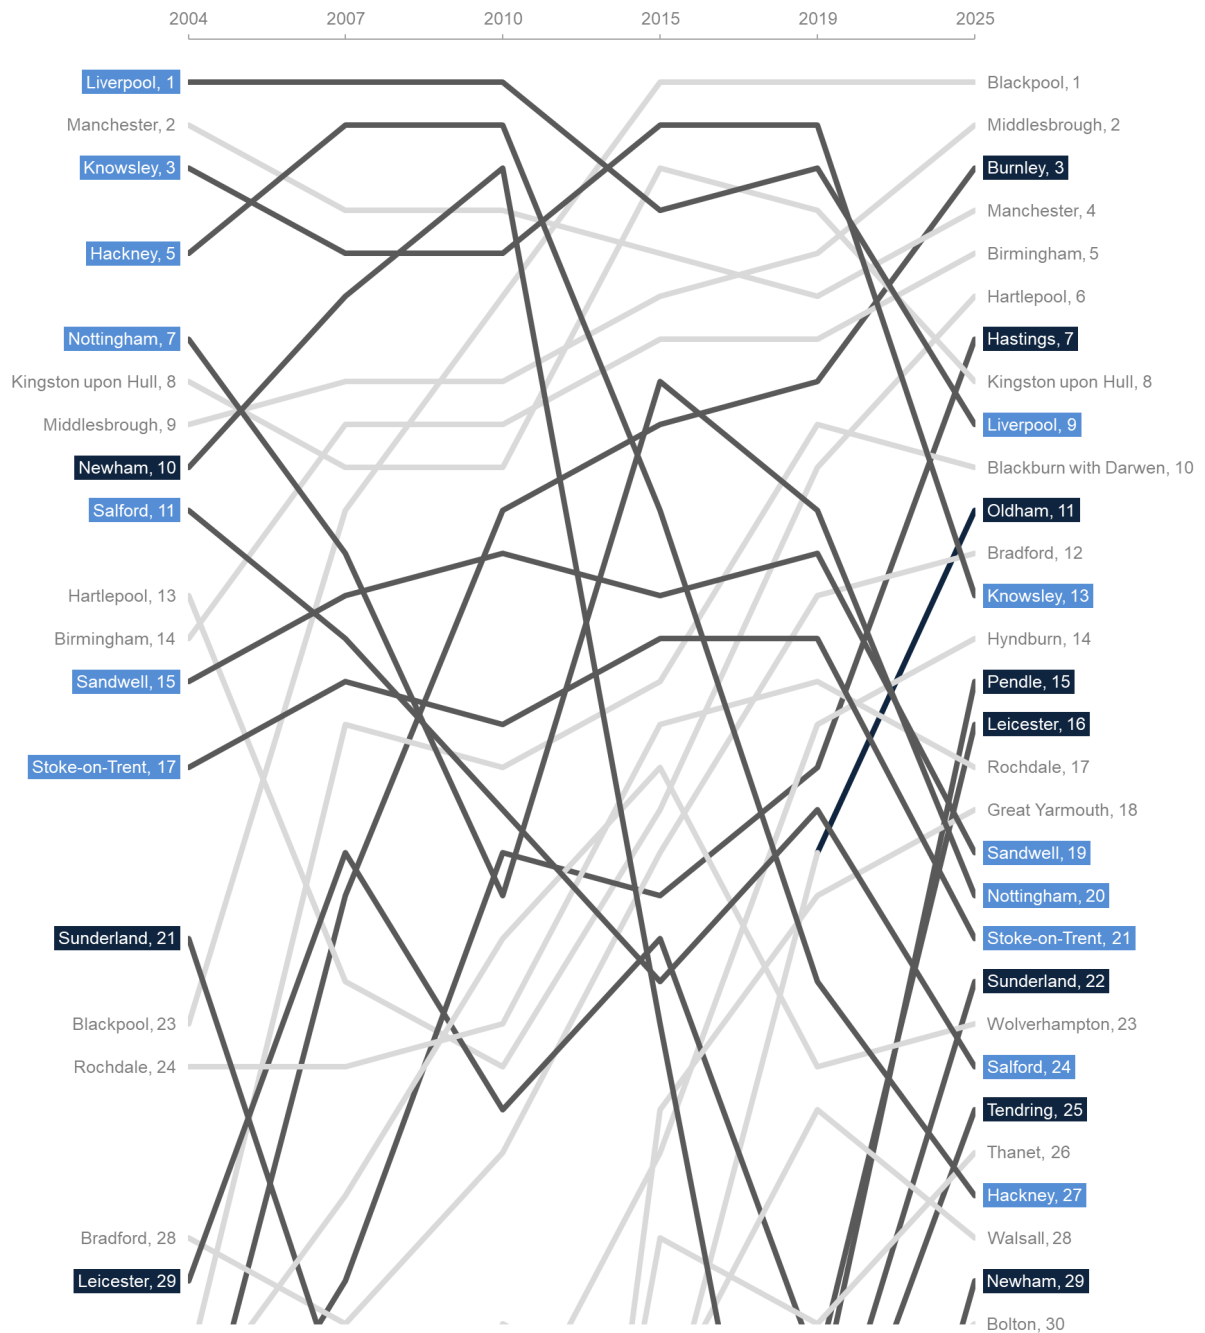 2004 2007 2010 2015 2019 2025
Liverpool, 1
Manchester, 2
Knowsley, 3
Hackney, 5
Nottingham, 7
Kingston upon Hull, 8
Middlesbrough, 9
Newham, 10
Salford, 11
Hartlepool, 13
Birmingham, 14
Sandwell, 15
Stoke-on-Trent, 17
Sunderland, 21
Blackpool, 23
Rochdale, 24
Bradford, 28
Leicester, 29
Blackpool, 1
Middlesbrough, 2
Burnley, 3
Manchester, 4
Birmingham, 5
Hartlepool, 6
Hastings, 7
Kingston upon Hull, 8
Liverpool, 9
Blackburn with Darwen, 10
Oldham, 11
Bradford, 12
Knowsley, 13
Hyndburn, 14
Pendle, 15
Leicester, 16
Rochdale, 17
Great Yarmouth, 18
Sandwell, 19
Nottingham, 20
Stoke-on-Trent, 21
Sunderland, 22
Wolverhampton, 23
Salford, 24
Tendring, 25
Thanet, 26
Hackney, 27
Walsall, 28
Newham, 29
Bolton, 30